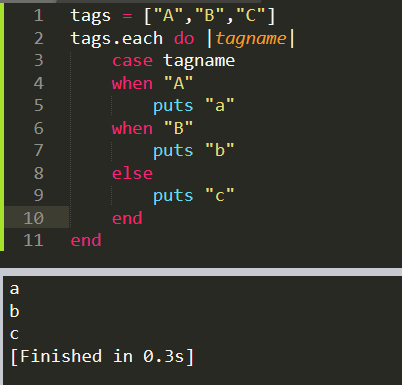 1 tags = ["A","B","C"]
2 tags.each do |tagname|
3 case tagname
4 when "A"
5 puts "a"
6 when "B"
7 puts "b"
8 else
9 puts "c"
10 end
11 end
a
b
c
[Finished in 0.3s]